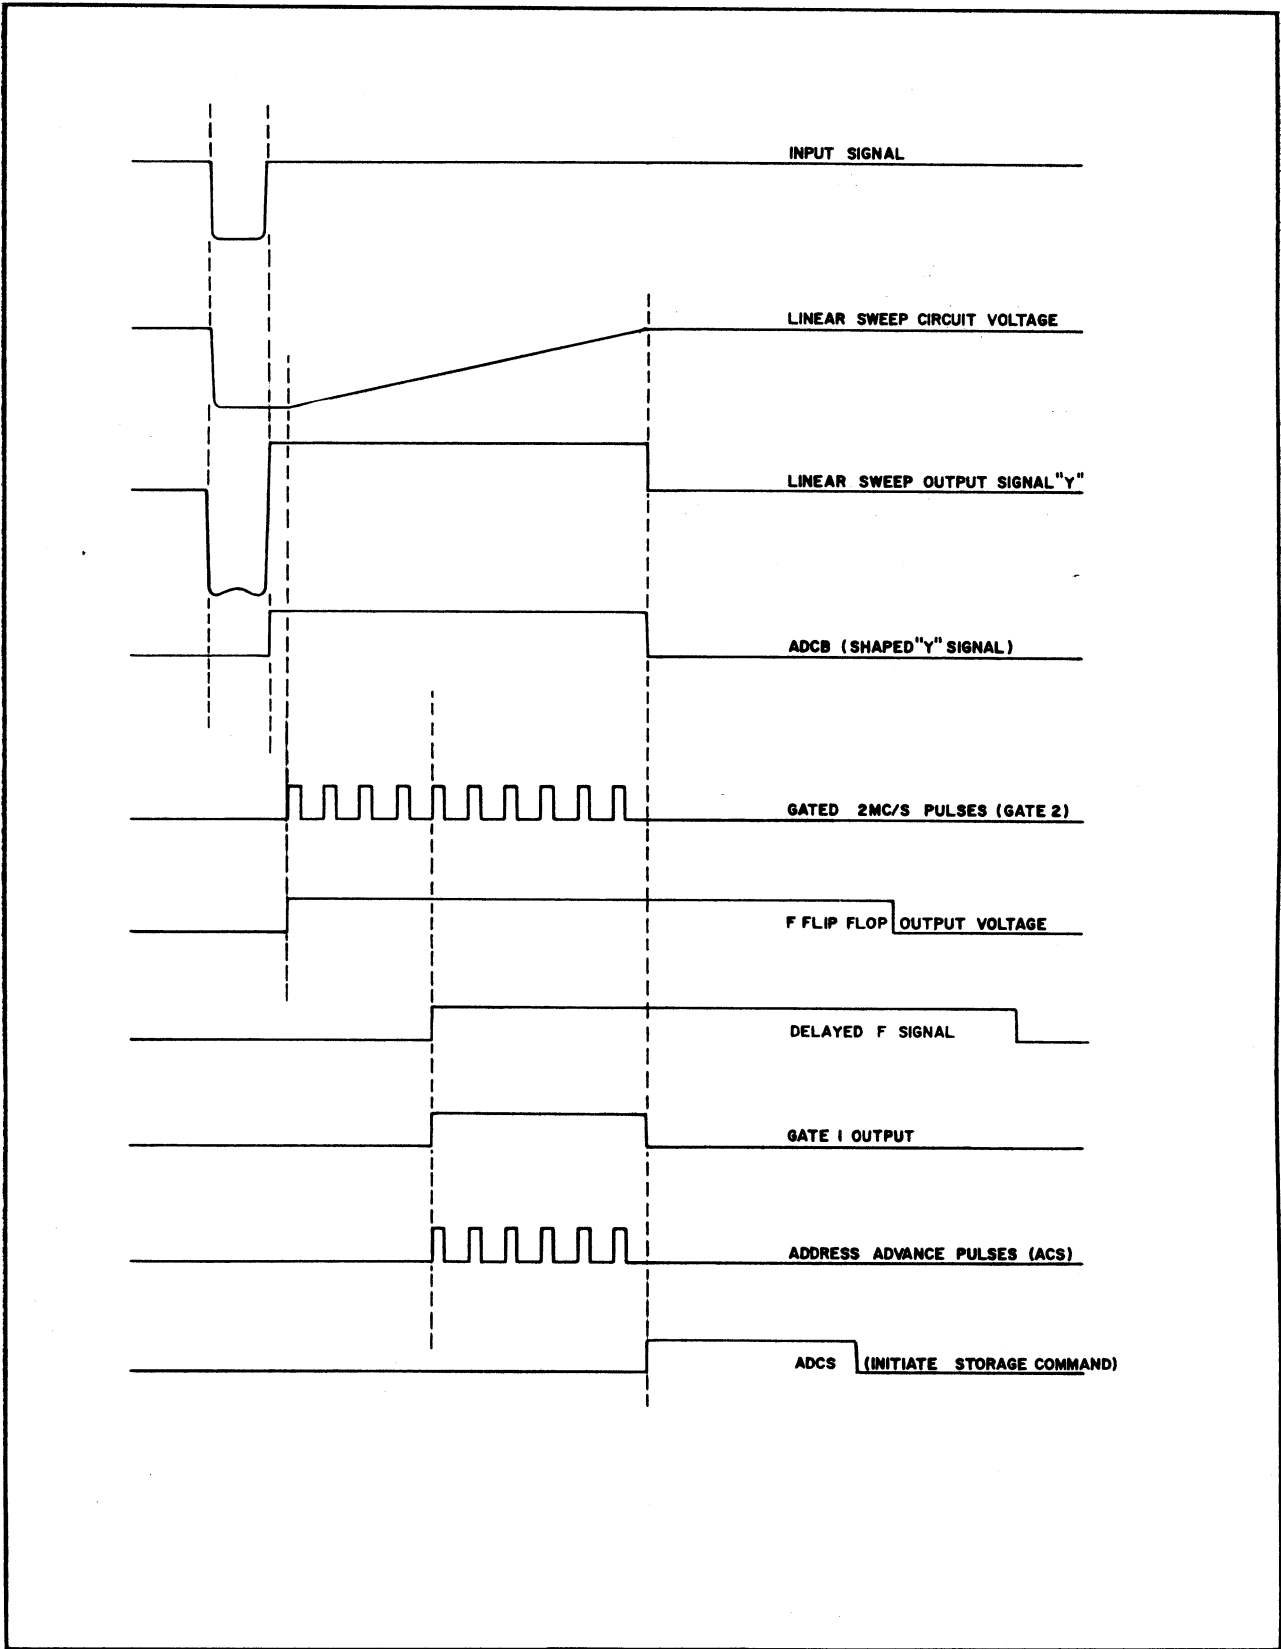 INPUT SIGNAL
LINEAR SWEEP CIRCUIT VOLTAGE
LINEAR SWEEP OUTPUT SIGNAL "Y"
ADCB (SHAPED "Y" SIGNAL)
GATED 2MC/S PULSES (GATE 2)
F FLIP FLOP OUTPUT VOLTAGE
DELAYED F SIGNAL
GATE 1 OUTPUT
ADDRESS ADVANCE PULSES (ACS)
ADCS (INITIATE STORAGE COMMAND)